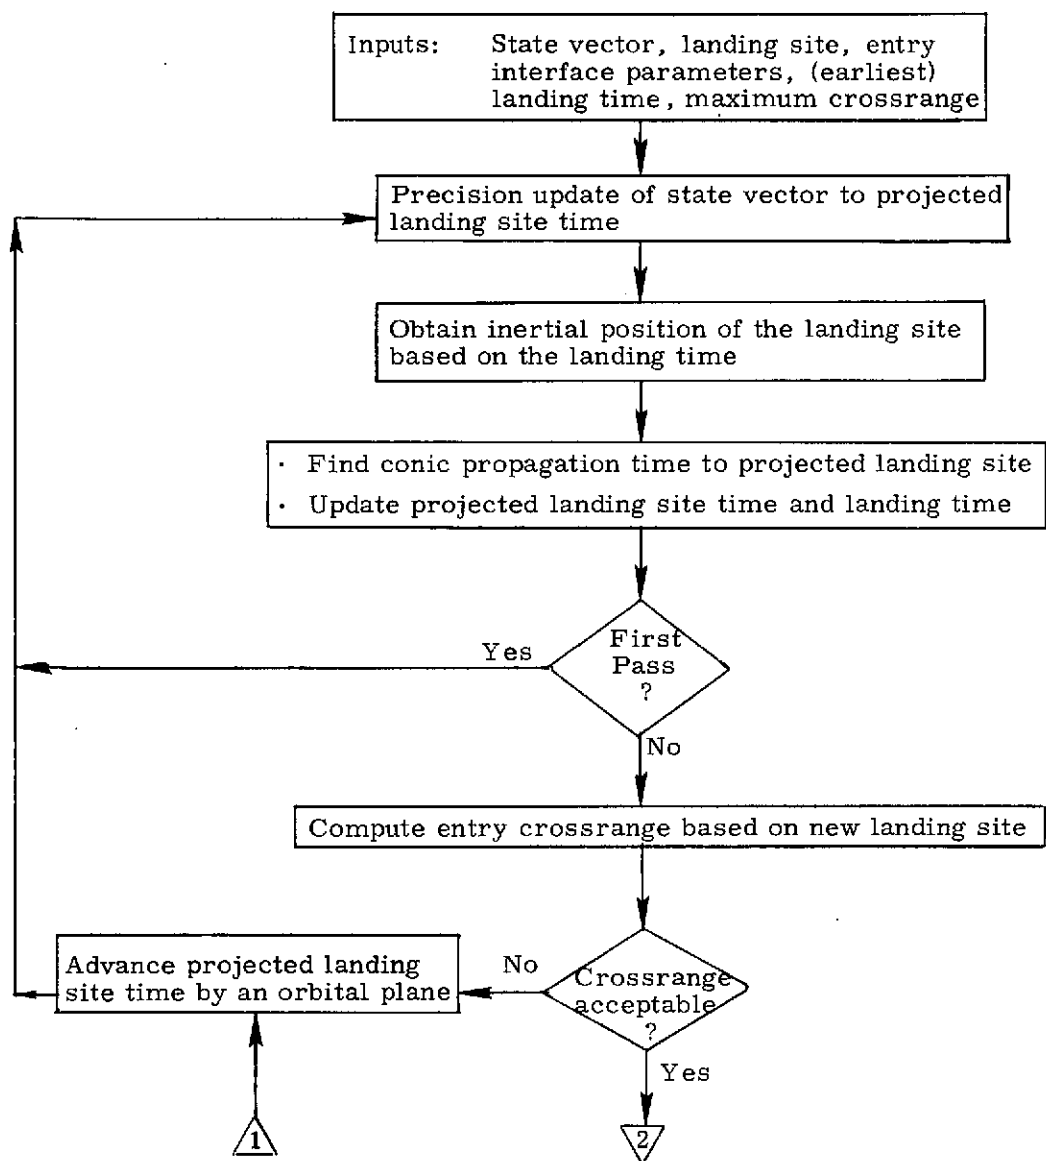 Inputs: State vector, landing site, entry
interface parameters, (earliest)
landing time, maximum crossrange
Precision update of state vector to projected
landing site time
Obtain inertial position of the landing site
based on the landing time
· Find conic propagation time to projected landing site
· Update projected landing site time and landing time
First
Pass
?
Yes
No
Compute entry crossrange based on new landing site
Crossrange
acceptable
?
No
Advance projected landing
site time by an orbital plane
Yes
1
2